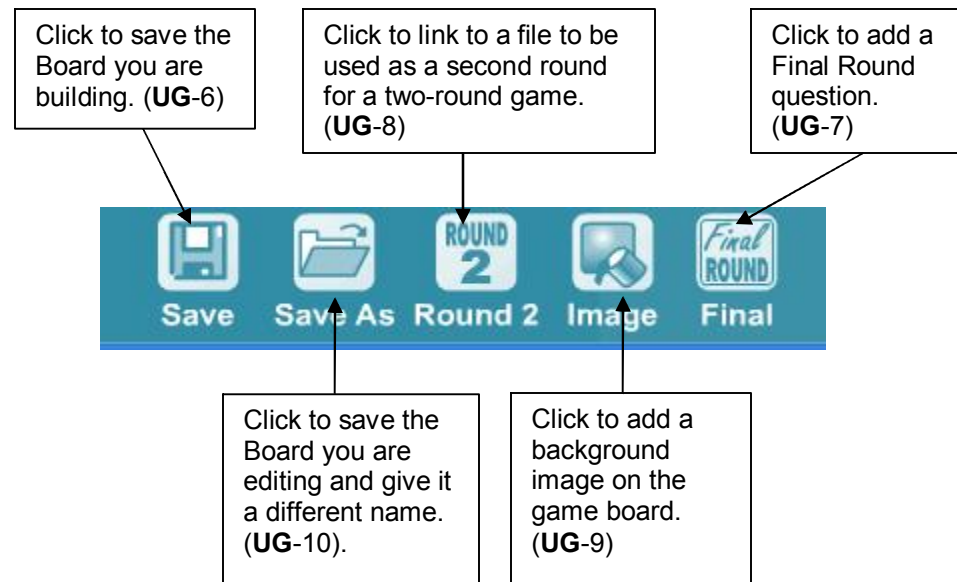 Click to save the
Board you are
building. (UG-6)
Click to link to a file to be
used as a second round
for a two-round game.
(UG-8)
Click to add a
Final Round
question.
(UG-7)
ROUND
2
Final
ROUND
Save
Save As
Round 2
Image
Final
Click to save the
Board you are
editing and give it
a different name.
(UG-10).
Click to add a
background
image on the
game board.
(UG-9)